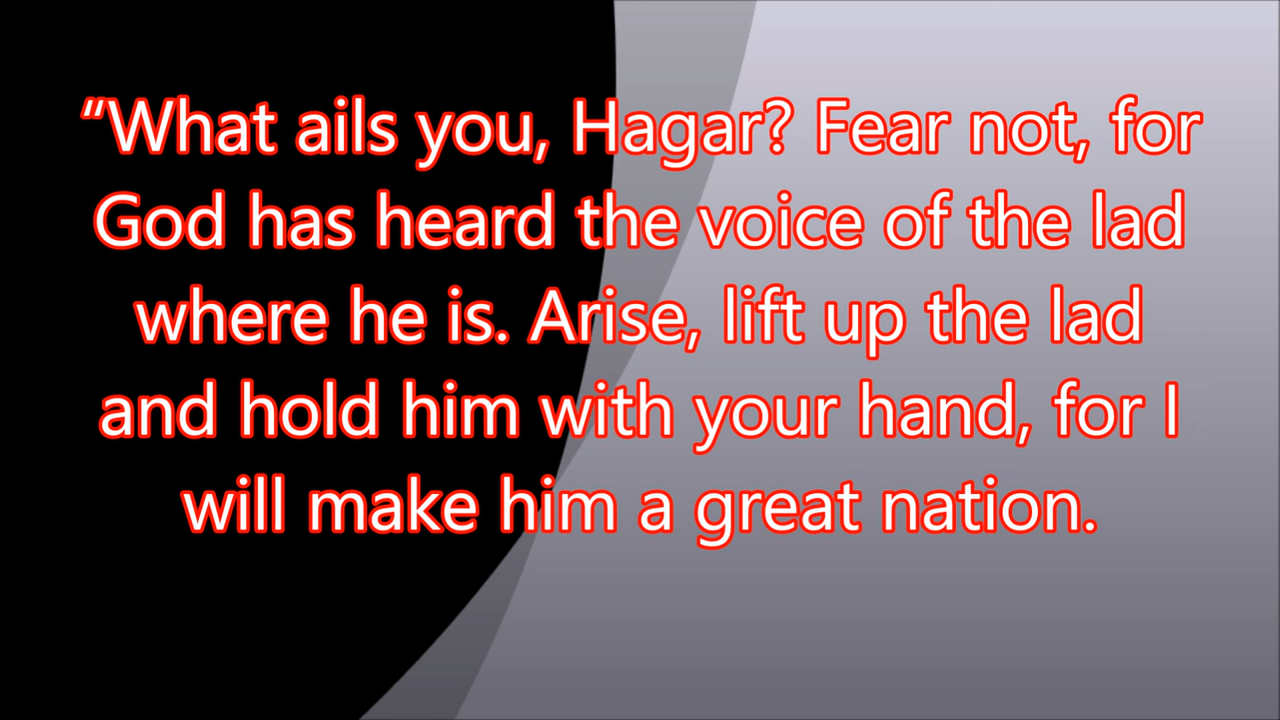 “What ails you, Hagar? Fear not, for
God has heard the voice of the lad
where he is. Arise, lift up the lad
and hold him with your hand, for I
will make him a great nation.